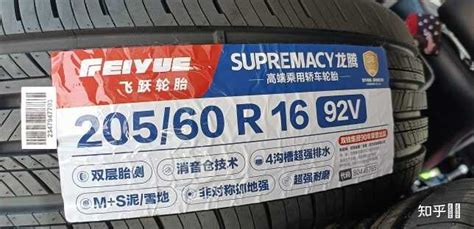 FEIYUE
飞跃轮胎
SUPREMACY龙腾
高端乘用轿车轮胎
205/60 R 16 92V
双层胎侧
消音仓技术
4沟槽超强排水
M+S泥/雪地
非对称抓地强
超强耐磨
知乎